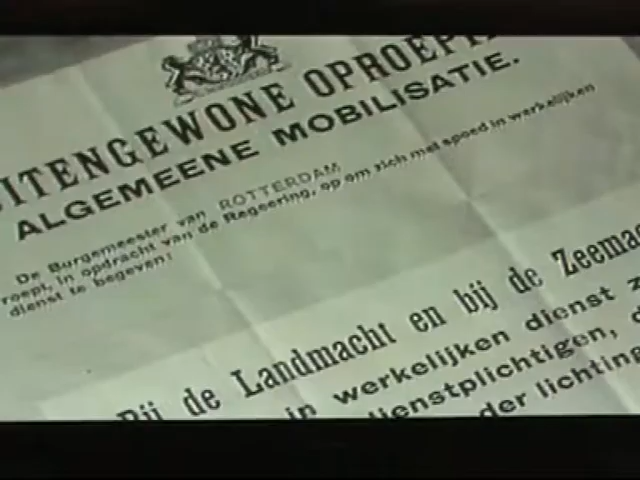 ITENGEWONE OPROEPI
ALGEMEENE MOBILISATIE.
De Burgemeester van ROTTERDAM
roept, in opdracht van de Regeering, op om zich met spoed in werkelijken
dienst te begeven:
Bij de Landmacht en bij de Zeemac
in werkelijken dienst z
dienstplichtigen, d
der lichting